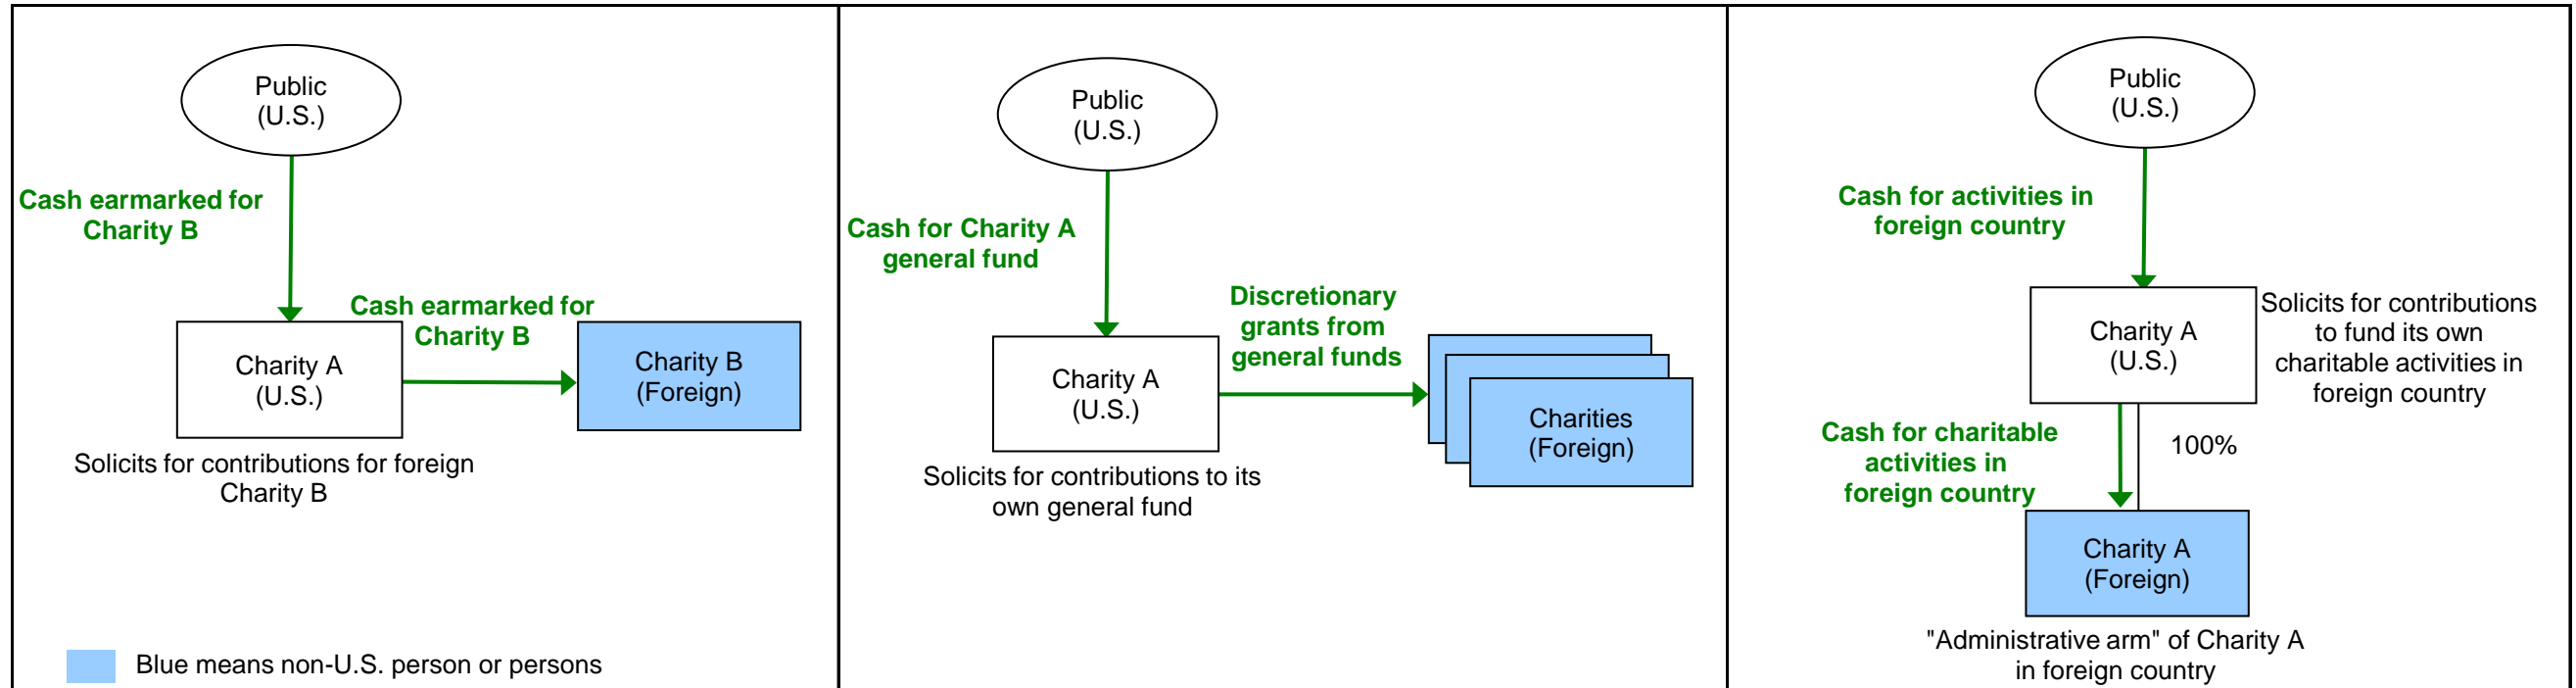 Public
(U.S.)
Cash earmarked for
Charity B
Cash earmarked for
Charity B
Charity A
(U.S.)
Charity B
(Foreign)
Solicits for contributions for foreign
Charity B
Blue means non-U.S. person or persons
Public
(U.S.)
Cash for Charity A
general fund
Discretionary
grants from
general funds
Charity A
(U.S.)
Charities
(Foreign)
Solicits for contributions to its
own general fund
Public
(U.S.)
Cash for activities in
foreign country
Charity A
(U.S.)
Solicits for contributions
to fund its own
charitable activities in
foreign country
Cash for charitable
activities in
foreign country
100%
Charity A
(Foreign)
"Administrative arm" of Charity A
in foreign country